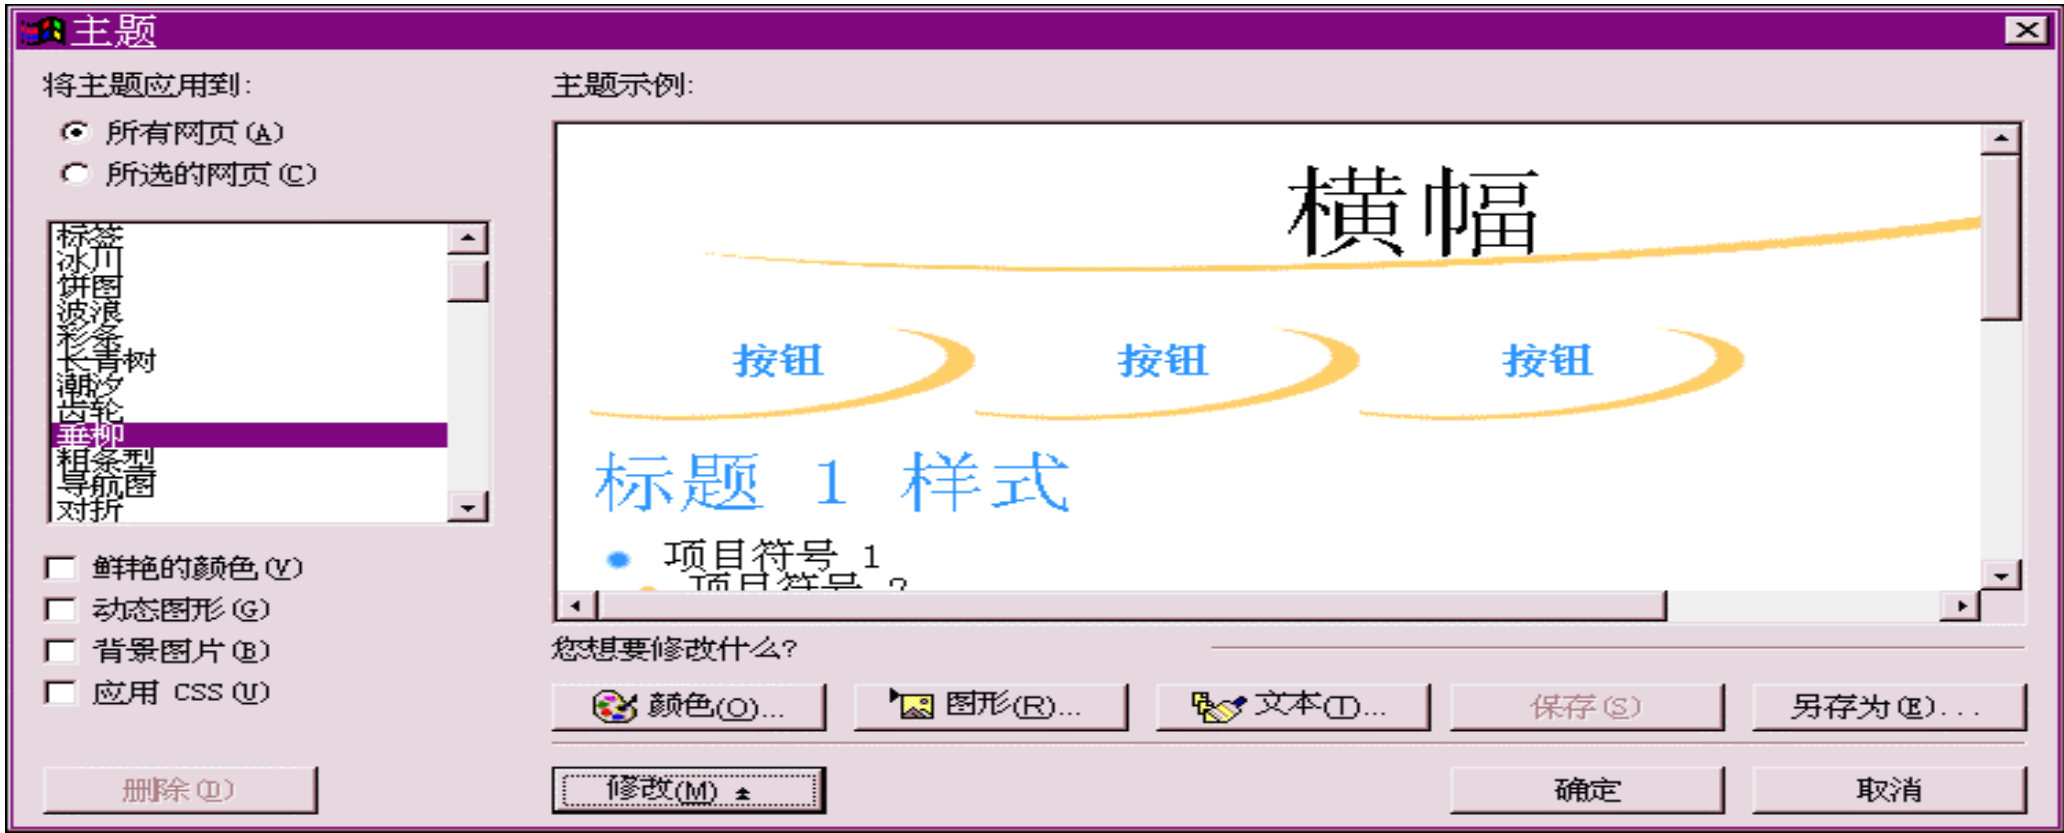 主题
将主题应用到:
所有网页(A)
所选的网页(C)
标签
冰川
饼图
波浪
彩条
长青树
潮汐
齿轮
垂柳
粗条型
导航图
对折
鲜艳的颜色(V)
动态图形(G)
背景图片(B)
应用 CSS(U)
删除(D)
主题示例:
横幅
按钮 按钮 按钮
标题 1 样式
项目符号 1
项目符号 2
您想要修改什么?
颜色(O)... 图形(R)... 文本(T)... 保存(S) 另存为(E)...
修改(M) 确定 取消